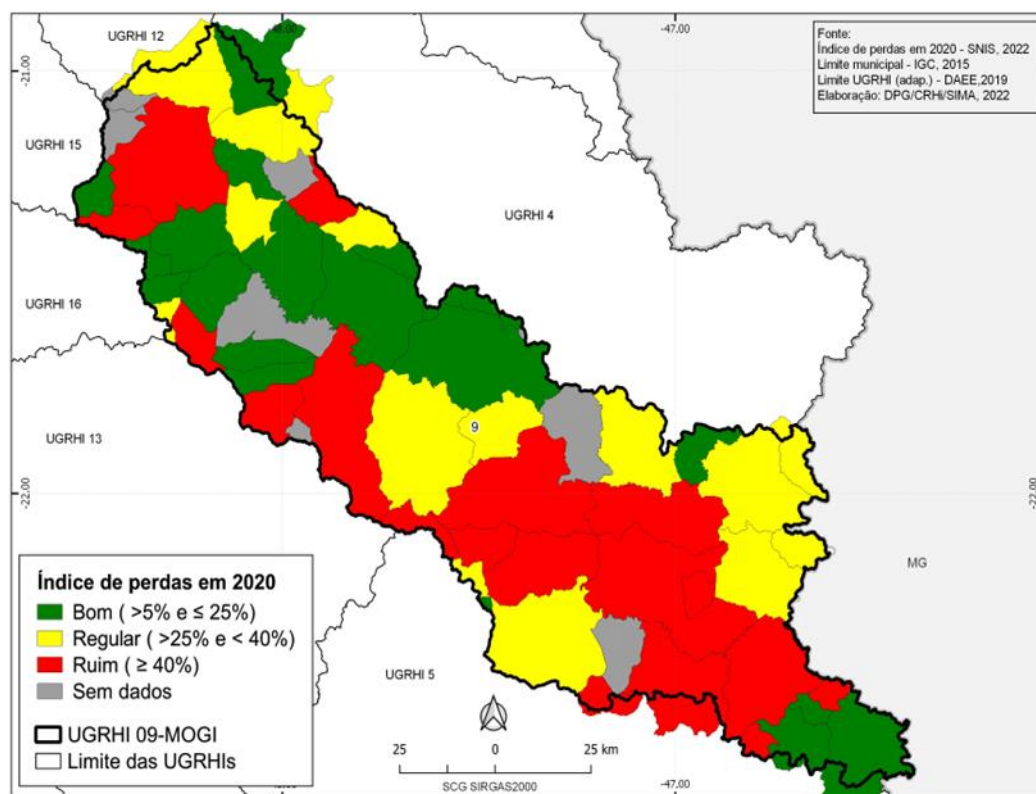 UGRHI 12
-48.00
-47.00
Fonte:
Índice de perdas em 2020 - SNIS, 2022
Limite municipal - IGC, 2015
Limite UGRHI (adap.) - DAEE,2019
Elaboração: DPG/CRHi/SIMA, 2022
-21.00
UGRHI 15
UGRHI 4
UGRHI 16
UGRHI 13
9
-22.00
-22.00
MG
Índice de perdas em 2020
Bom ( >5% e ≤ 25%)
Regular ( >25% e < 40%)
Ruim ( ≥ 40%)
Sem dados
UGRHI 09-MOGI
Limite das UGRHIs
UGRHI 5
25 0 25 km
SCG SIRGAS2000
-47.00